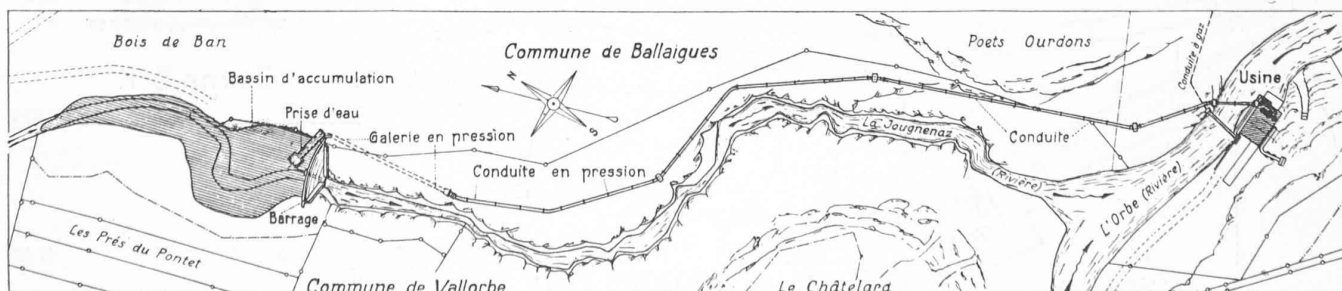 Bois de Ban
Commune de Ballaigues
Poets Ourdons
Conduite à gaz
Usine
Bassin d'accumulation
N
Prise d'eau
S
Galerie en pression
La Jougnenaz
Conduite
Conduite en pression
(Rivière)
L'Orbe (Rivière)
Barrage
Les Prés du Pontet
Commune de Vallorbe
Le Châtelard